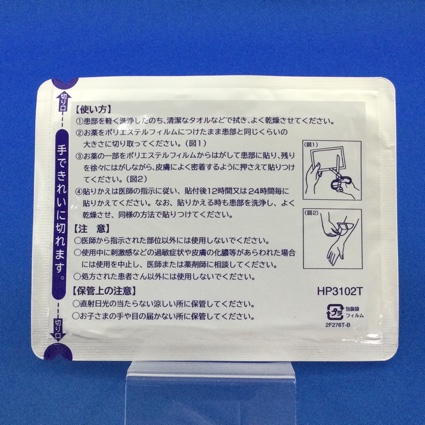 切り口
手できれいに切れます。
切り口
【使い方】
①患部を軽く洗浄したのち、清潔なタオルなどで拭き、よく乾燥させてください。
②お薬をポリエステルフィルムにつけたまま患部と同じくらいの
大きさに切り取ってください。(図1)
③お薬の一部をポリエステルフィルムからはがして患部に貼り、残り
を徐々にはがしながら、皮膚によく密着するように押さえて貼りつけ
てください。(図2)
④貼りかえは医師の指示に従い、貼付後12時間又は24時間毎に
貼りかえてください。なお、貼りかえる時も患部を洗浄し、よく
乾燥させ、同様の方法で貼りつけてください。
(図1)
(図2)
【注 意】
○医師から指示された部位以外には使用しないでください。
○使用中に刺激感などの過敏症状や皮膚の化膿等があらわれた場合
には使用を中止し、医師または薬剤師に相談してください。
○処方された患者さん以外には使用しないでください。
【保管上の注意】
○直射日光の当たらない涼しい所に保管してください。
○お子さまの手や目の届かない所に保管してください。
HP3102T
プラ
包装紙
フィルム
2F276T-B